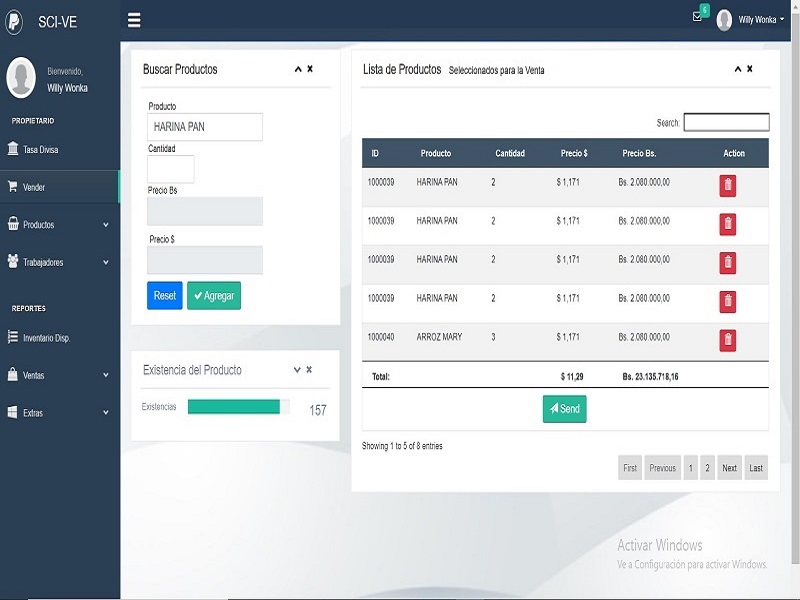 SCI-VE
6
Willy Wonka
Bienvenido,
Willy Wonka
PROPIETARIO
Tasa Divisa
Vender
Productos
Trabajadores
REPORTES
Inventario Disp.
Ventas
Extras
Buscar Productos
Producto
HARINA PAN
Cantidad
Precio Bs
Precio $
Reset
Agregar
Existencia del Producto
Existencias
157
Lista de Productos Seleccionados para la Venta
Search:
ID Producto Cantidad Precio $ Precio Bs. Action
1000039 HARINA PAN 2 $ 1,171 Bs. 2.080.000,00
1000039 HARINA PAN 2 $ 1,171 Bs. 2.080.000,00
1000039 HARINA PAN 2 $ 1,171 Bs. 2.080.000,00
1000039 HARINA PAN 2 $ 1,171 Bs. 2.080.000,00
1000040 ARROZ MARY 3 $ 1,171 Bs. 2.080.000,00
Total: $ 11,29 Bs. 23.135.718,16
Send
Showing 1 to 5 of 8 entries
First Previous 1 2 Next Last
Activar Windows
Ve a Configuración para activar Windows.